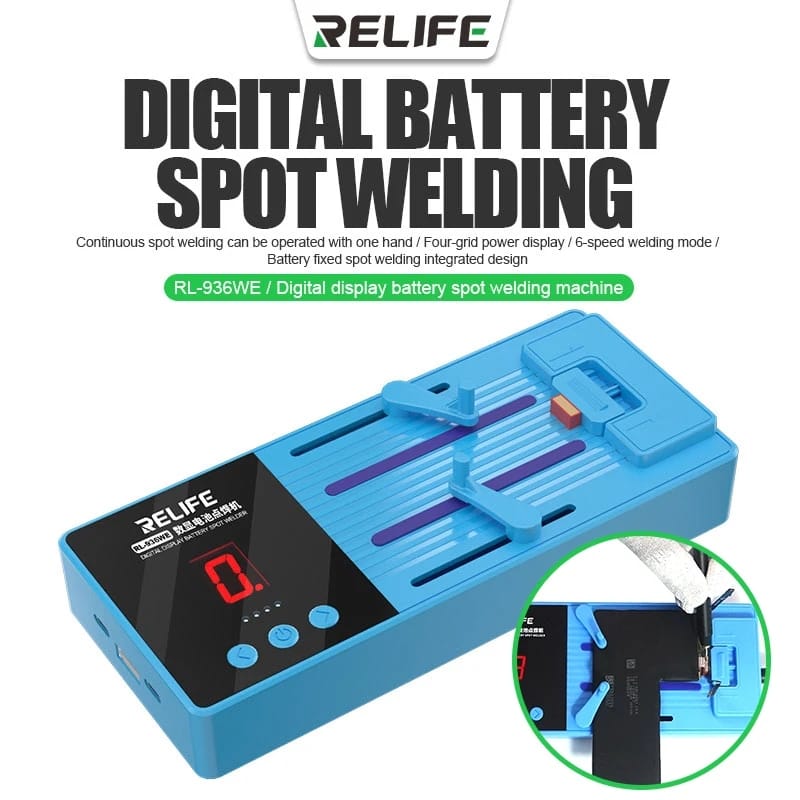 RELIFE
DIGITAL BATTERY
SPOT WELDING
Continuous spot welding can be operated with one hand / Four-grid power display / 6-speed welding mode /
Battery fixed spot welding integrated design
RL-936WE / Digital display battery spot welding machine
RELIFE
RL-936WE 数显电池点焊机
DIGITAL DISPLAY BATTERY SPOT WELDER
0.
RELIFE